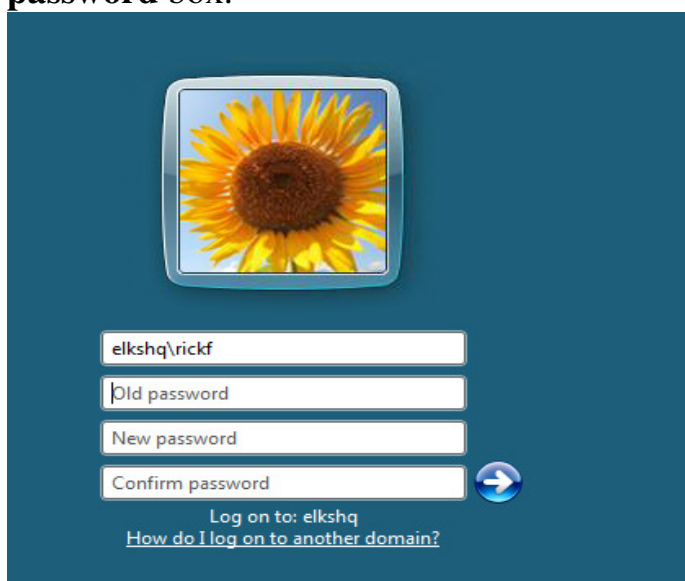 password box.
elkshq\rickf
Old password
New password
Confirm password
Log on to: elkshq
How do I log on to another domain?